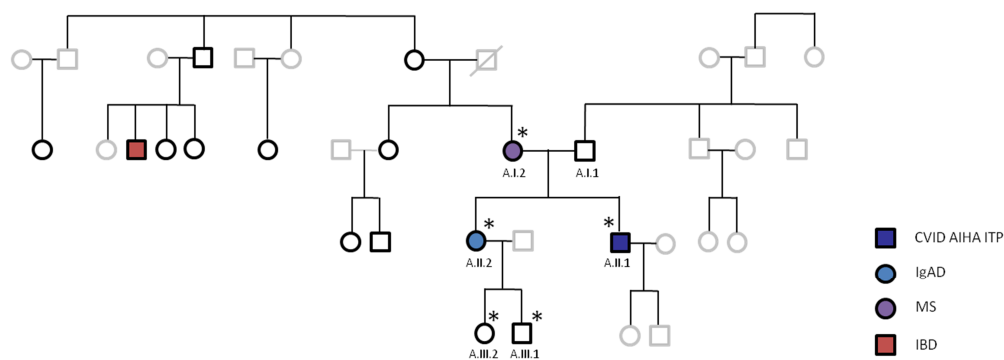 *
A.I.2
A.I.1
*
*
A.II.2
A.II.1
*
*
A.III.2
A.III.1
CVID AIHA ITP
IgAD
MS
IBD